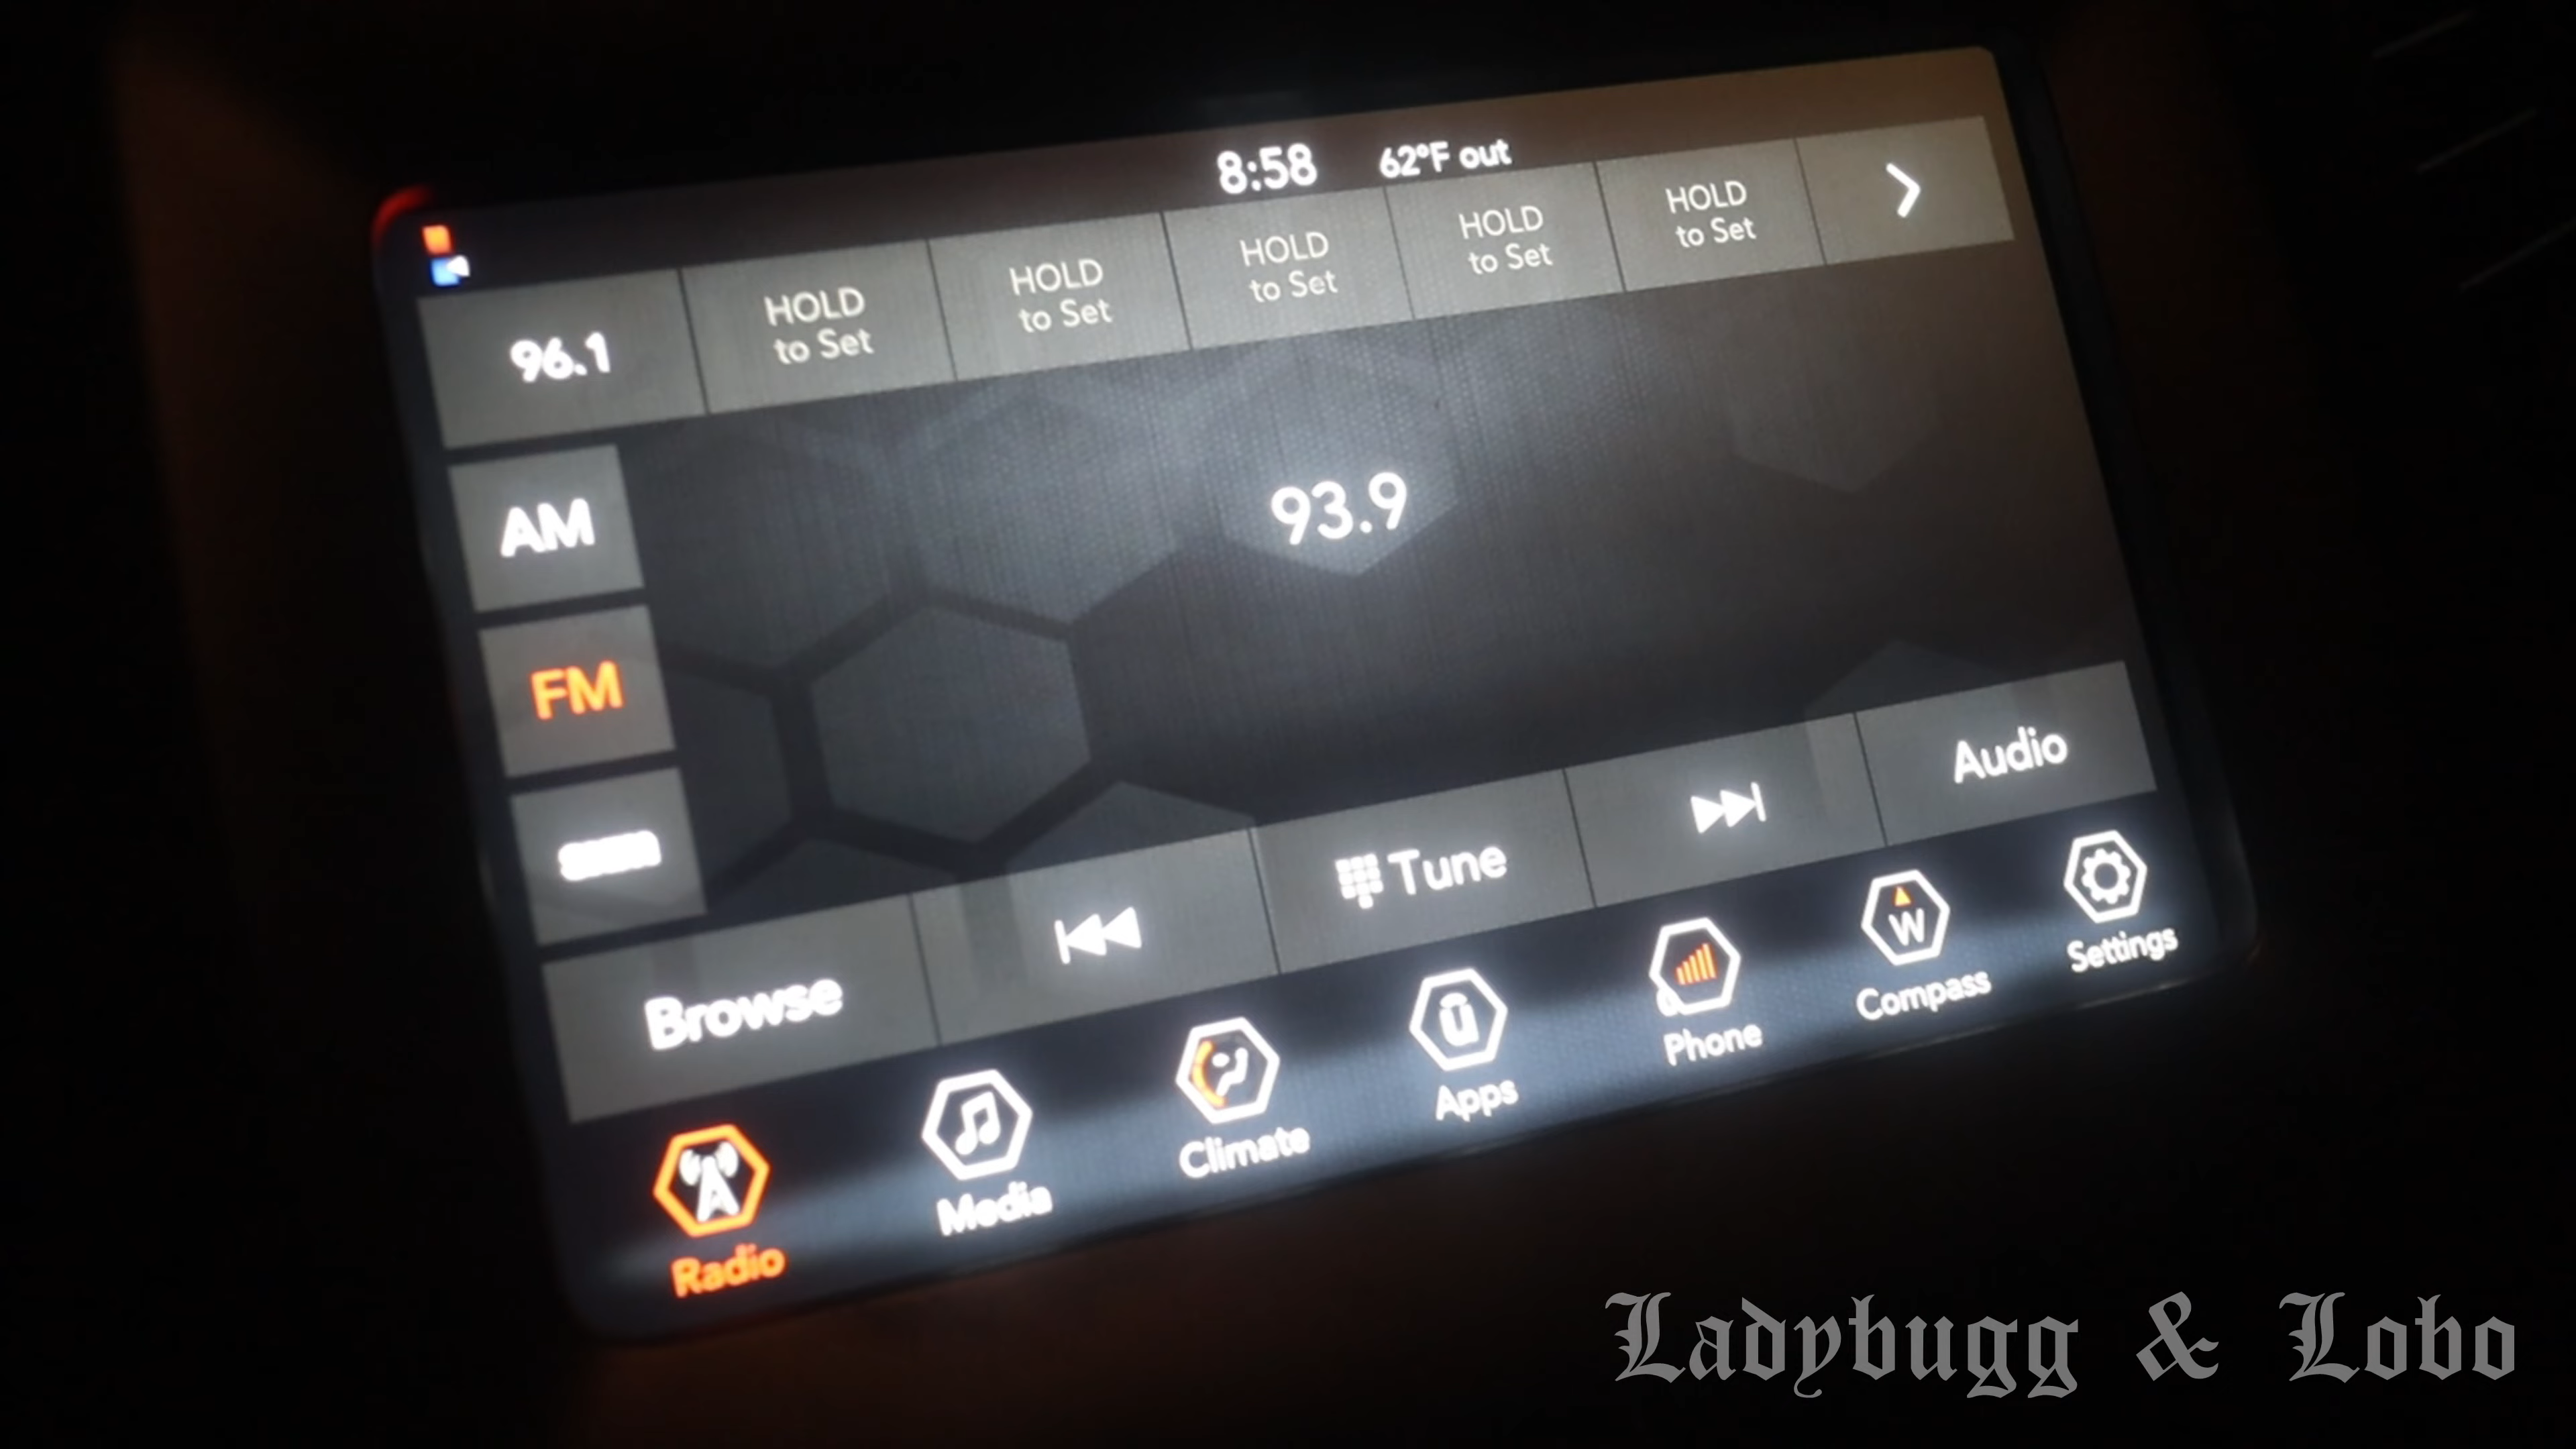 8:58 62°F out
96.1
HOLD
to Set
HOLD
to Set
HOLD
to Set
HOLD
to Set
HOLD
to Set
AM
93.9
FM
Browse
Tune
Audio
Radio
Media
Climate
Apps
Phone
W
Compass
Settings
Ladybugg & Lobo